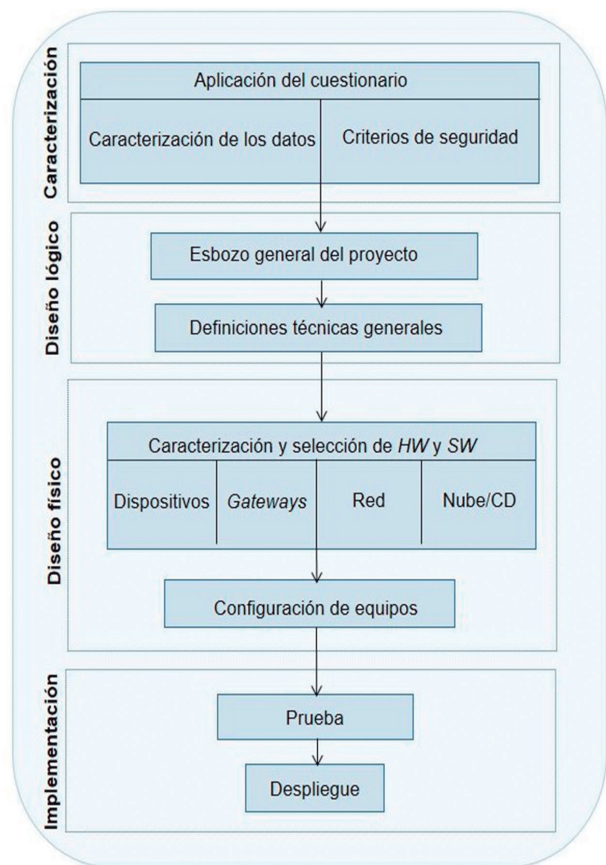 Caracterización
Aplicación del cuestionario
Caracterización de los datos
Criterios de seguridad
Diseño lógico
Esbozo general del proyecto
Definiciones técnicas generales
Diseño físico
Caracterización y selección de HW y SW
Dispositivos
Gateways
Red
Nube/CD
Configuración de equipos
Implementación
Prueba
Despliegue